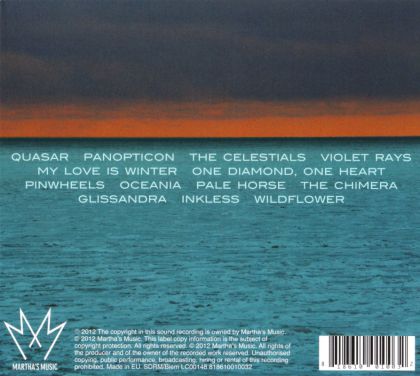 QUASAR PANOPTICON THE CELESTIALS VIOLET RAYS
MY LOVE IS WINTER ONE DIAMOND, ONE HEART
PINWHEELS OCEANIA PALE HORSE THE CHIMERA
GLISSANDRA INKLESS WILDFLOWER
MARTHA'S MUSIC
℗ 2012 The copyright in this sound recording is owned by Martha's Music.
© 2012 Martha's Music. This label copy information is the subject of
copyright protection. All rights reserved. © 2012 Martha's Music. All rights of
the producer and of the owner of the recorded work reserved. Unauthorised
copying, public performance, broadcasting, hiring or rental of this recording
prohibited. Made in EU. SDRM/Biem LC00148 818610010032